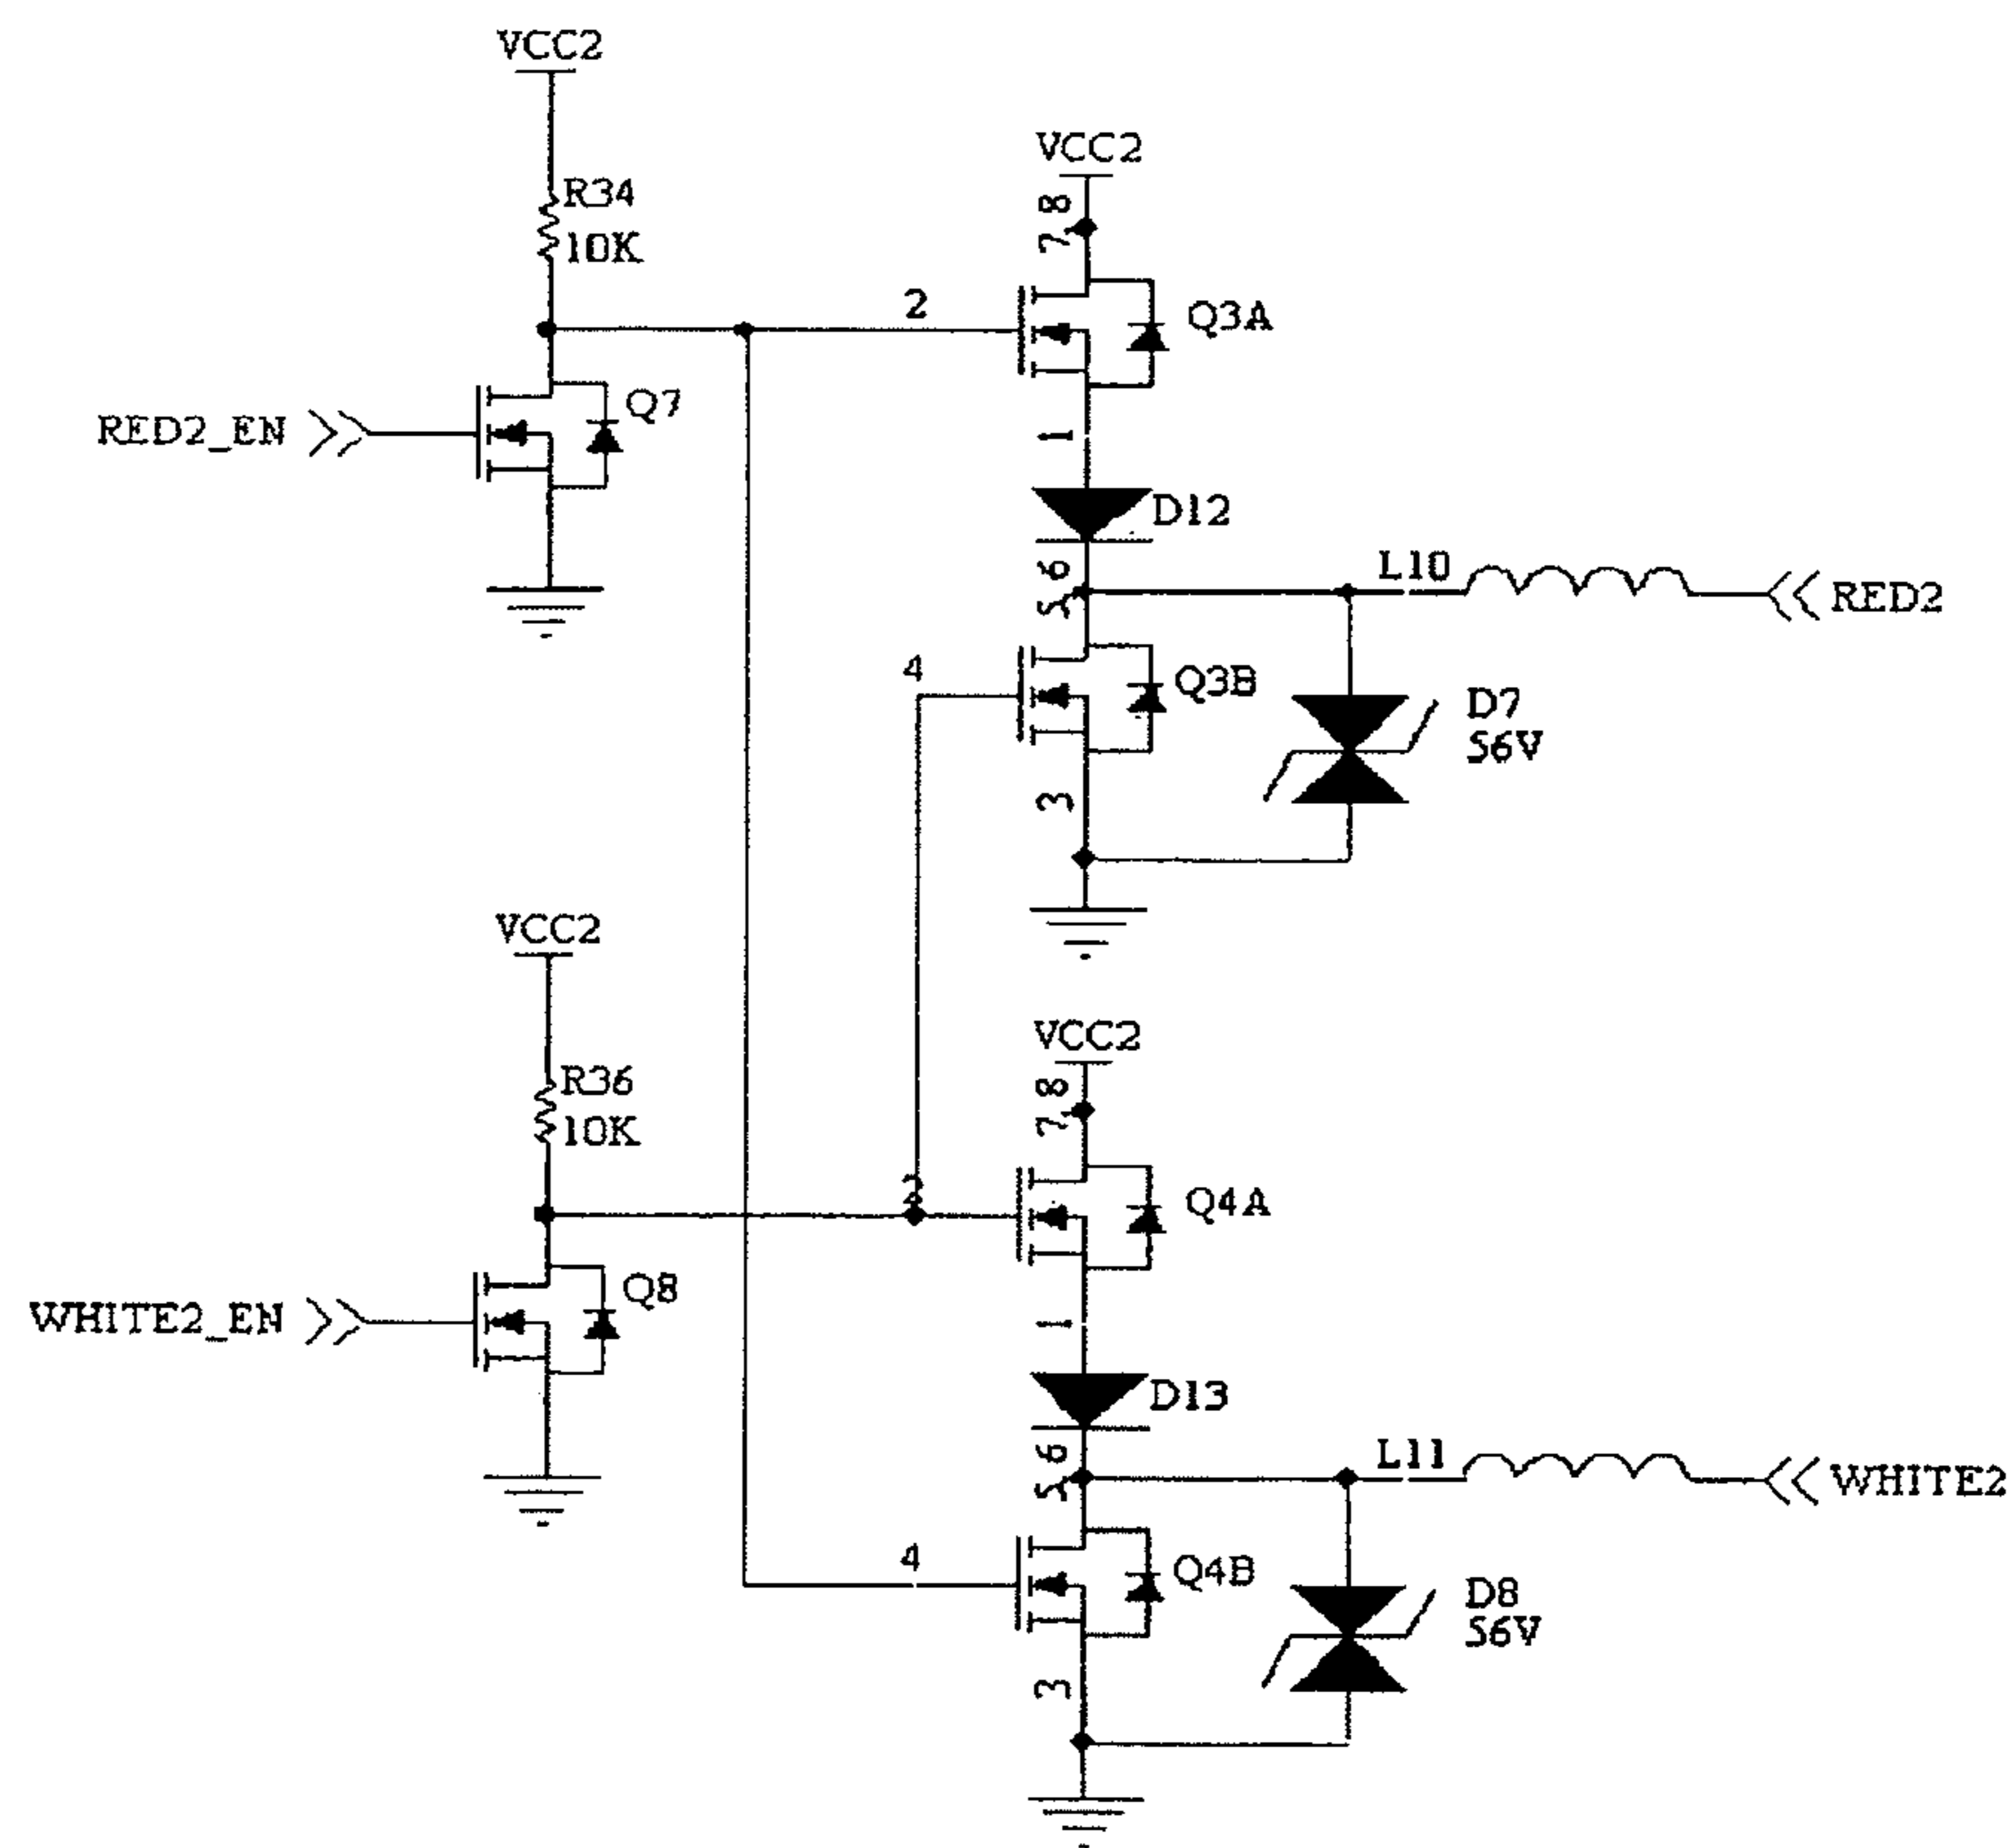 VCC2
R34
10K
RED2_EN
Q7
VCC2
8
7
2
Q3A
1
D12
6
5
L10
RED2
4
Q3B
3
D7
56V
VCC2
R36
10K
WHITE2_EN
Q8
VCC2
8
7
2
Q4A
1
D13
6
5
L11
WHITE2
4
Q4B
3
D8
56V